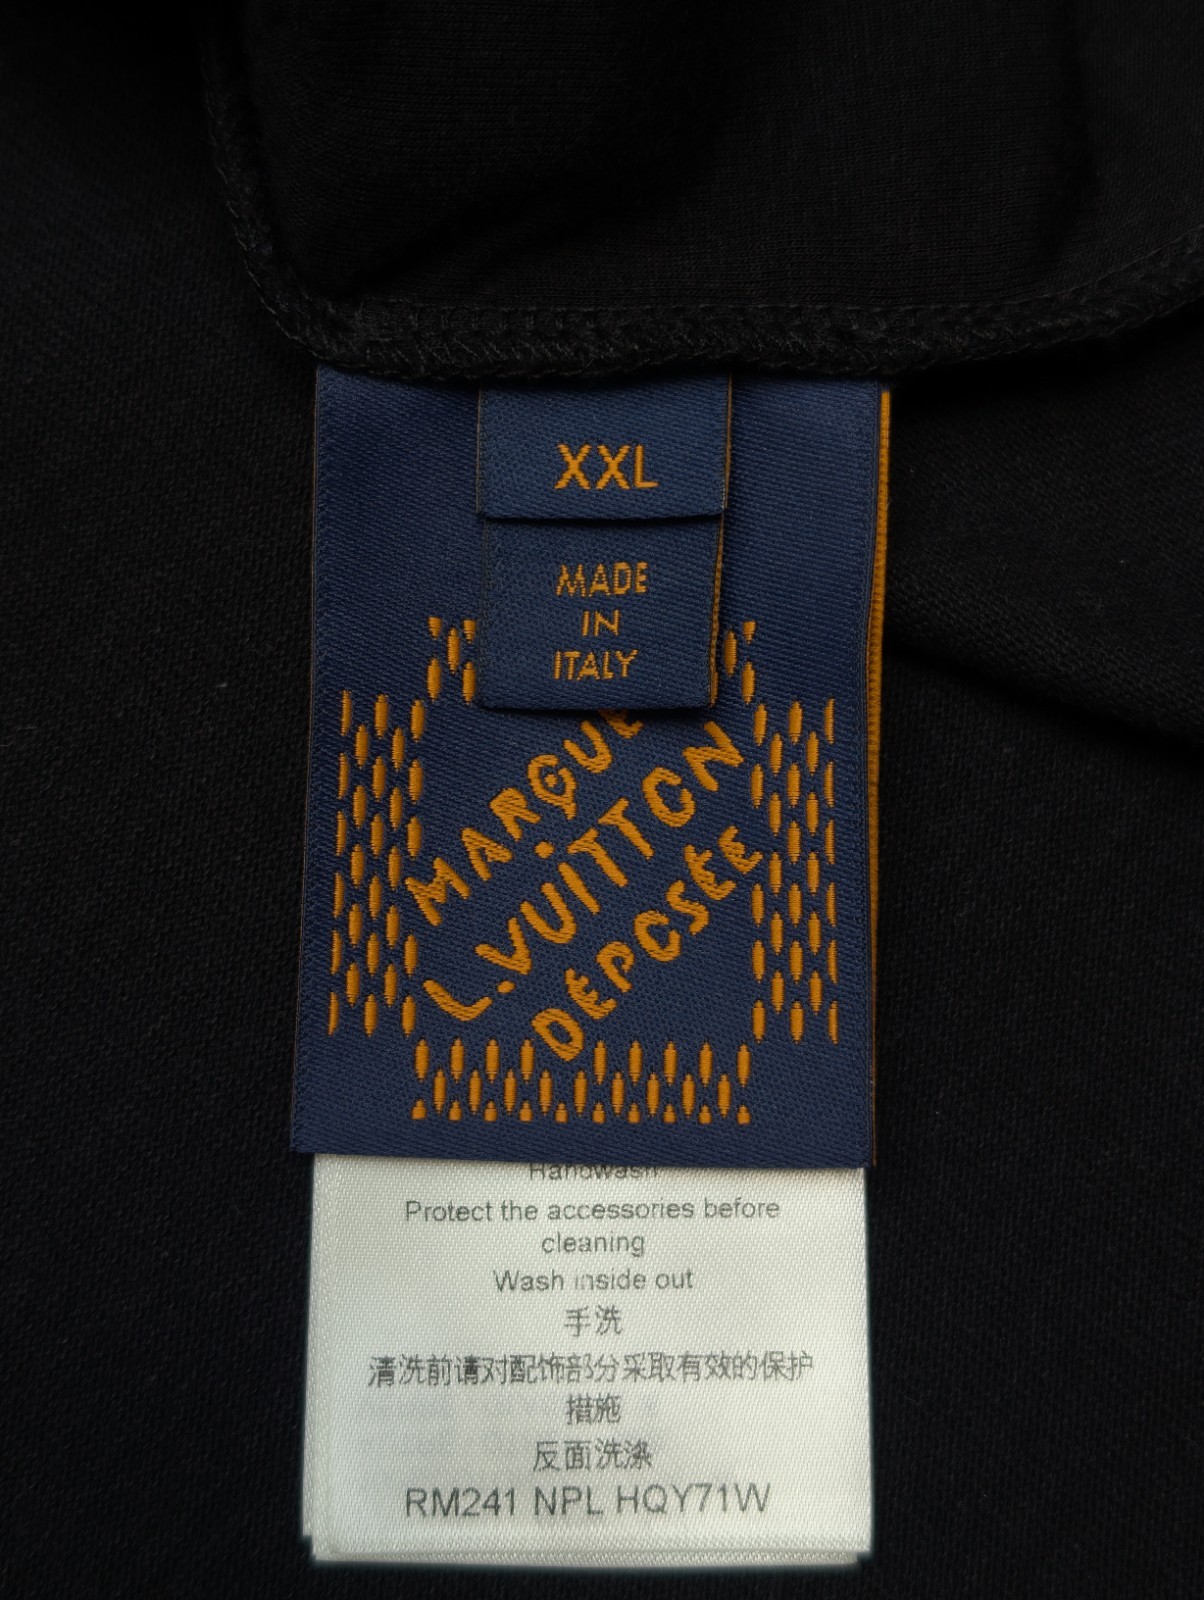 XXL
MADE
IN
ITALY
MARQUE
L.VUITTON
DÉPOSÉE
Handwash
Protect the accessories before
cleaning
Wash inside out
手洗
清洗前请对配饰部分采取有效的保护
措施
反面洗涤
RM241 NPL HQY71W